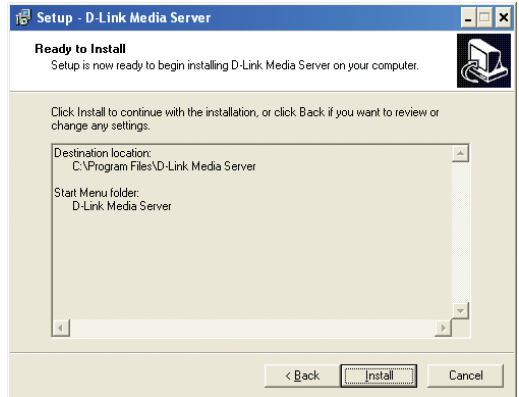 Setup - D-Link Media Server
Ready to Install
Setup is now ready to begin installing D-Link Media Server on your computer.
Click Install to continue with the installation, or click Back if you want to review or
change any settings.
Destination location:
C:\Program Files\D-Link Media Server
Start Menu folder:
D-Link Media Server
< Back
Install
Cancel